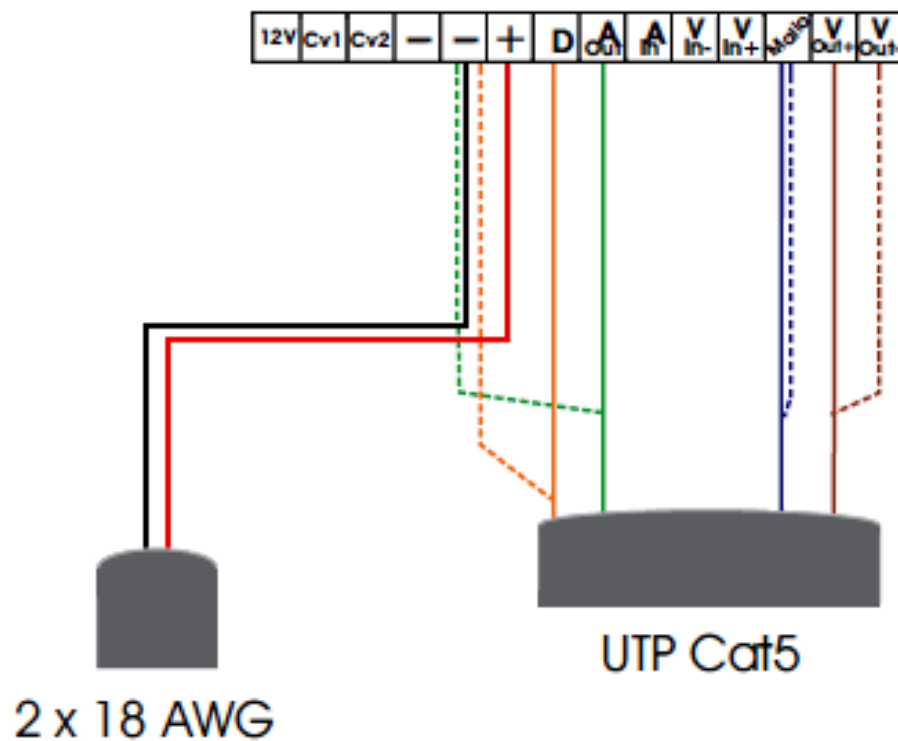 12V Cv1 Cv2 — — + D A Out A In V In- V In+ Malla V Out+ V Out-
UTP Cat5
2 x 18 AWG